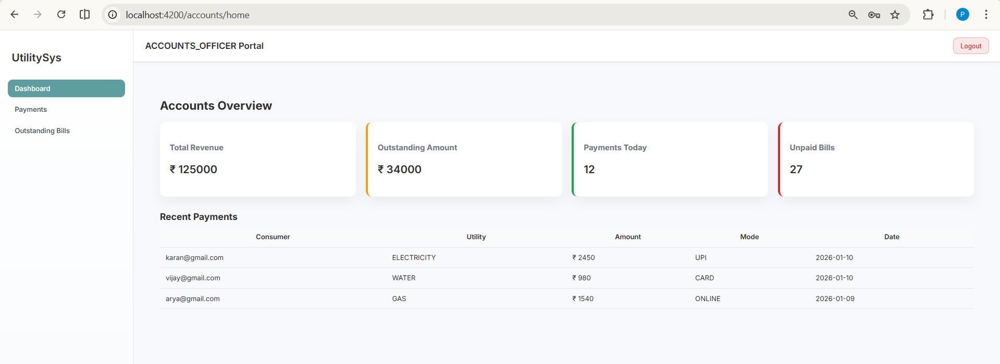 localhost:4200/accounts/home
P
UtilitySys
Dashboard
Payments
Outstanding Bills
ACCOUNTS_OFFICER Portal
Logout
Accounts Overview
Total Revenue
₹ 125000
Outstanding Amount
₹ 34000
Payments Today
12
Unpaid Bills
27
Recent Payments
Consumer Utility Amount Mode Date
karan@gmail.com ELECTRICITY ₹ 2450 UPI 2026-01-10
vijay@gmail.com WATER ₹ 980 CARD 2026-01-10
arya@gmail.com GAS ₹ 1540 ONLINE 2026-01-09